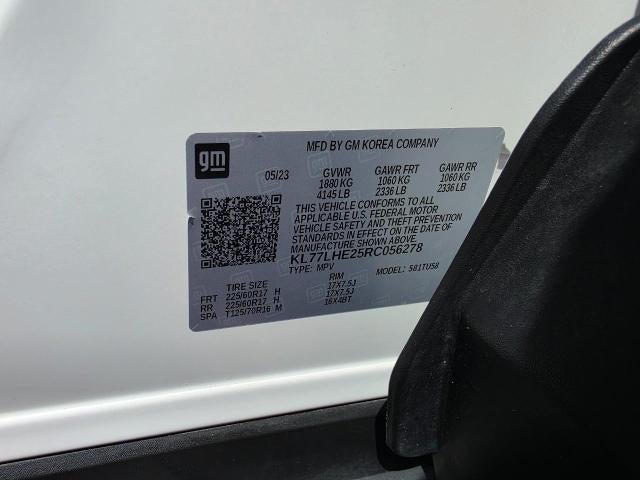 MFD BY GM KOREA COMPANY
gm
05/23 GVWR GAWR FRT GAWR RR
1880 KG 1060 KG 1060 KG
4145 LB 2336 LB 2336 LB
THIS VEHICLE CONFORMS TO ALL
APPLICABLE U.S. FEDERAL MOTOR
VEHICLE SAFETY AND THEFT PREVENTION
STANDARDS IN EFFECT ON THE DATE OF
MANUFACTURE SHOWN ABOVE.
KL77LHE25RC056278
TYPE: MPV MODEL: 581TU58
TIRE SIZE RIM
FRT 225/60R17 H 17X7.5J
RR 225/60R17 H 17X7.5J
SPA T125/70R16 M 16X4BT